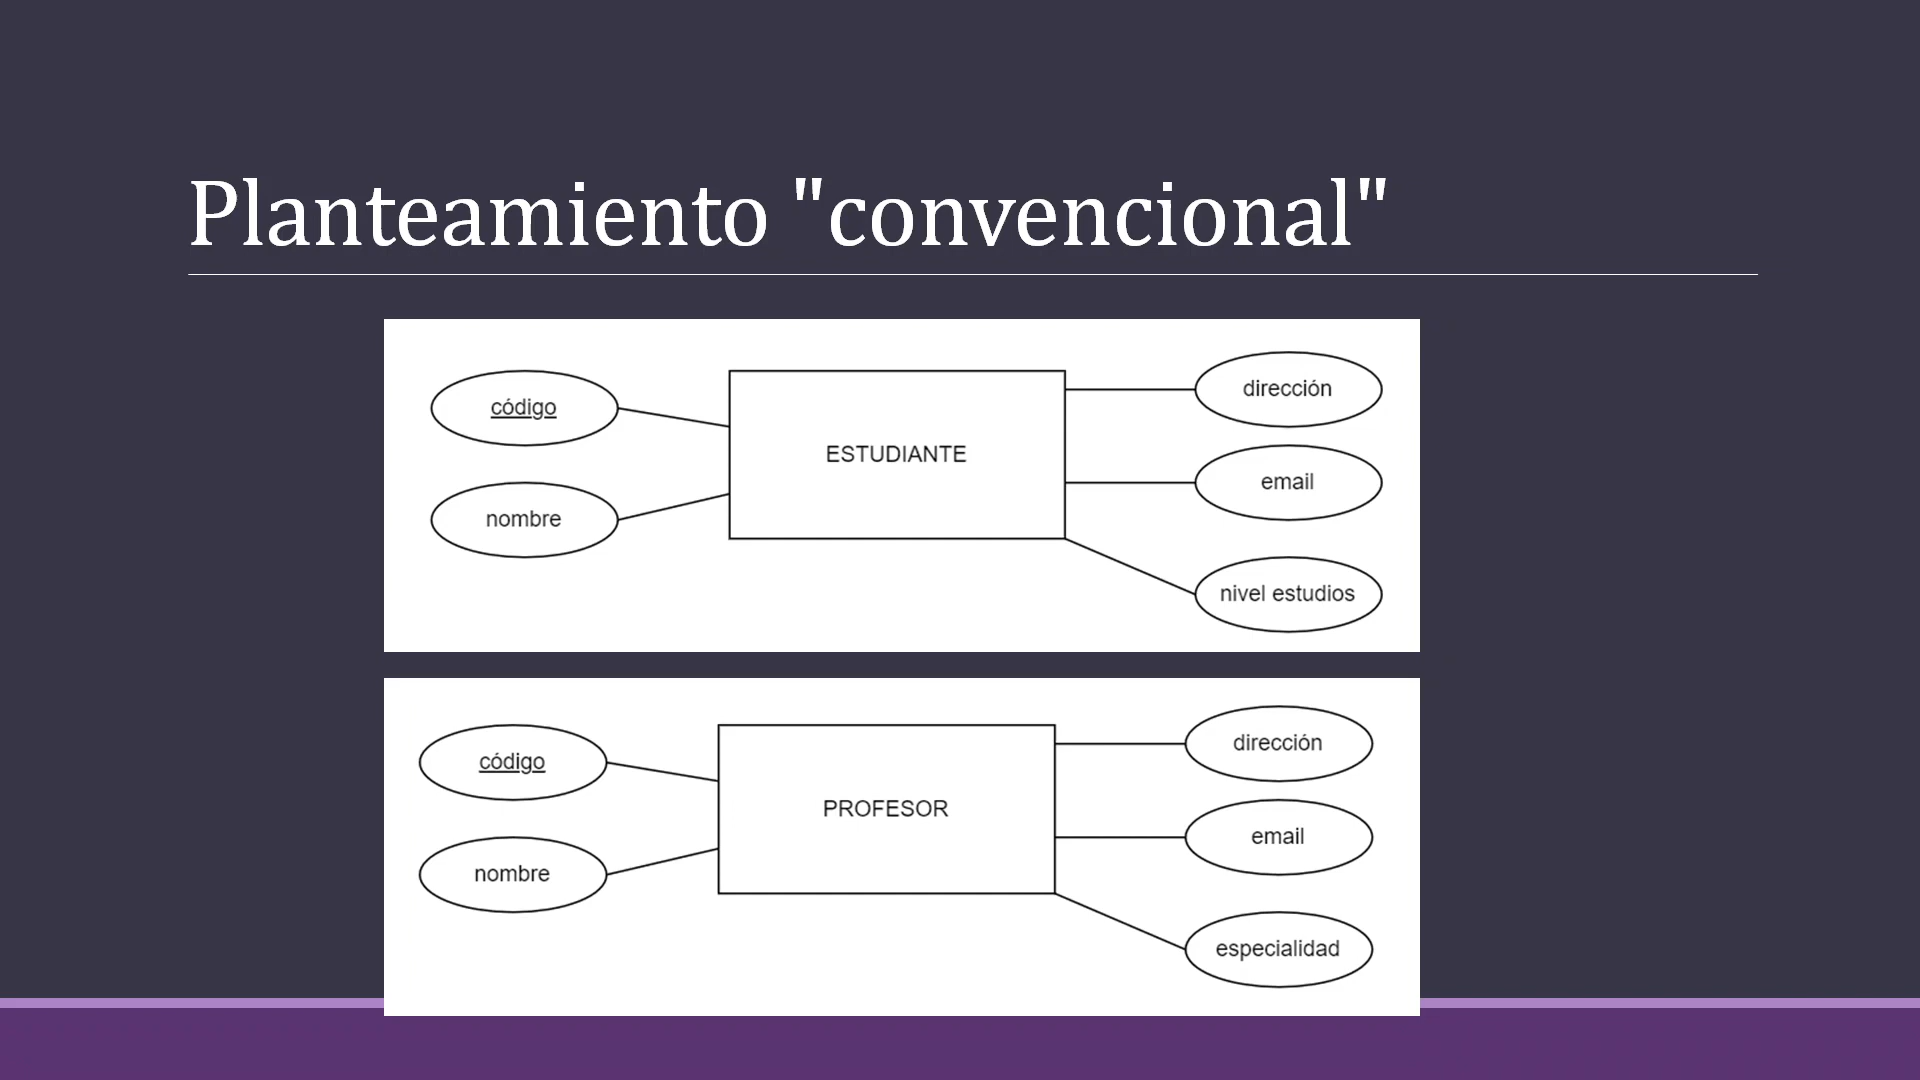 Planteamiento "convencional"
código
nombre
ESTUDIANTE
dirección
email
nivel estudios
código
nombre
PROFESOR
dirección
email
especialidad